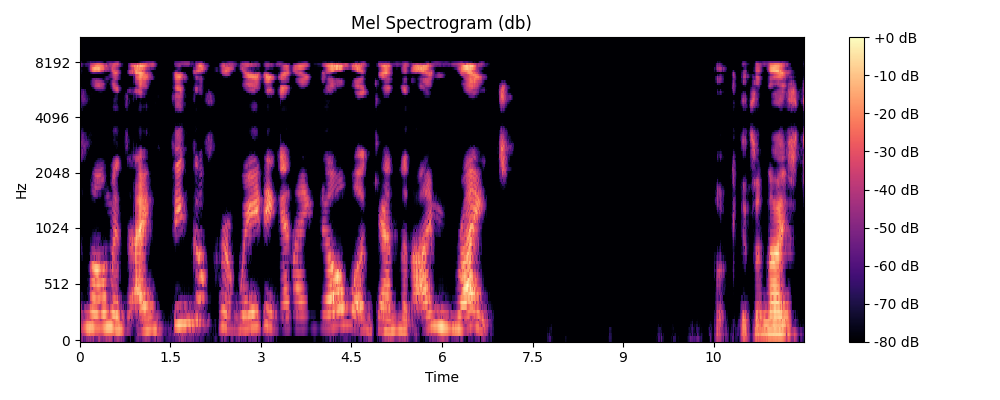 Mel Spectrogram (db)
Hz
8192
4096
2048
1024
512
0
0 1.5 3 4.5 6 7.5 9 10
Time
+0 dB
-10 dB
-20 dB
-30 dB
-40 dB
-50 dB
-60 dB
-70 dB
-80 dB